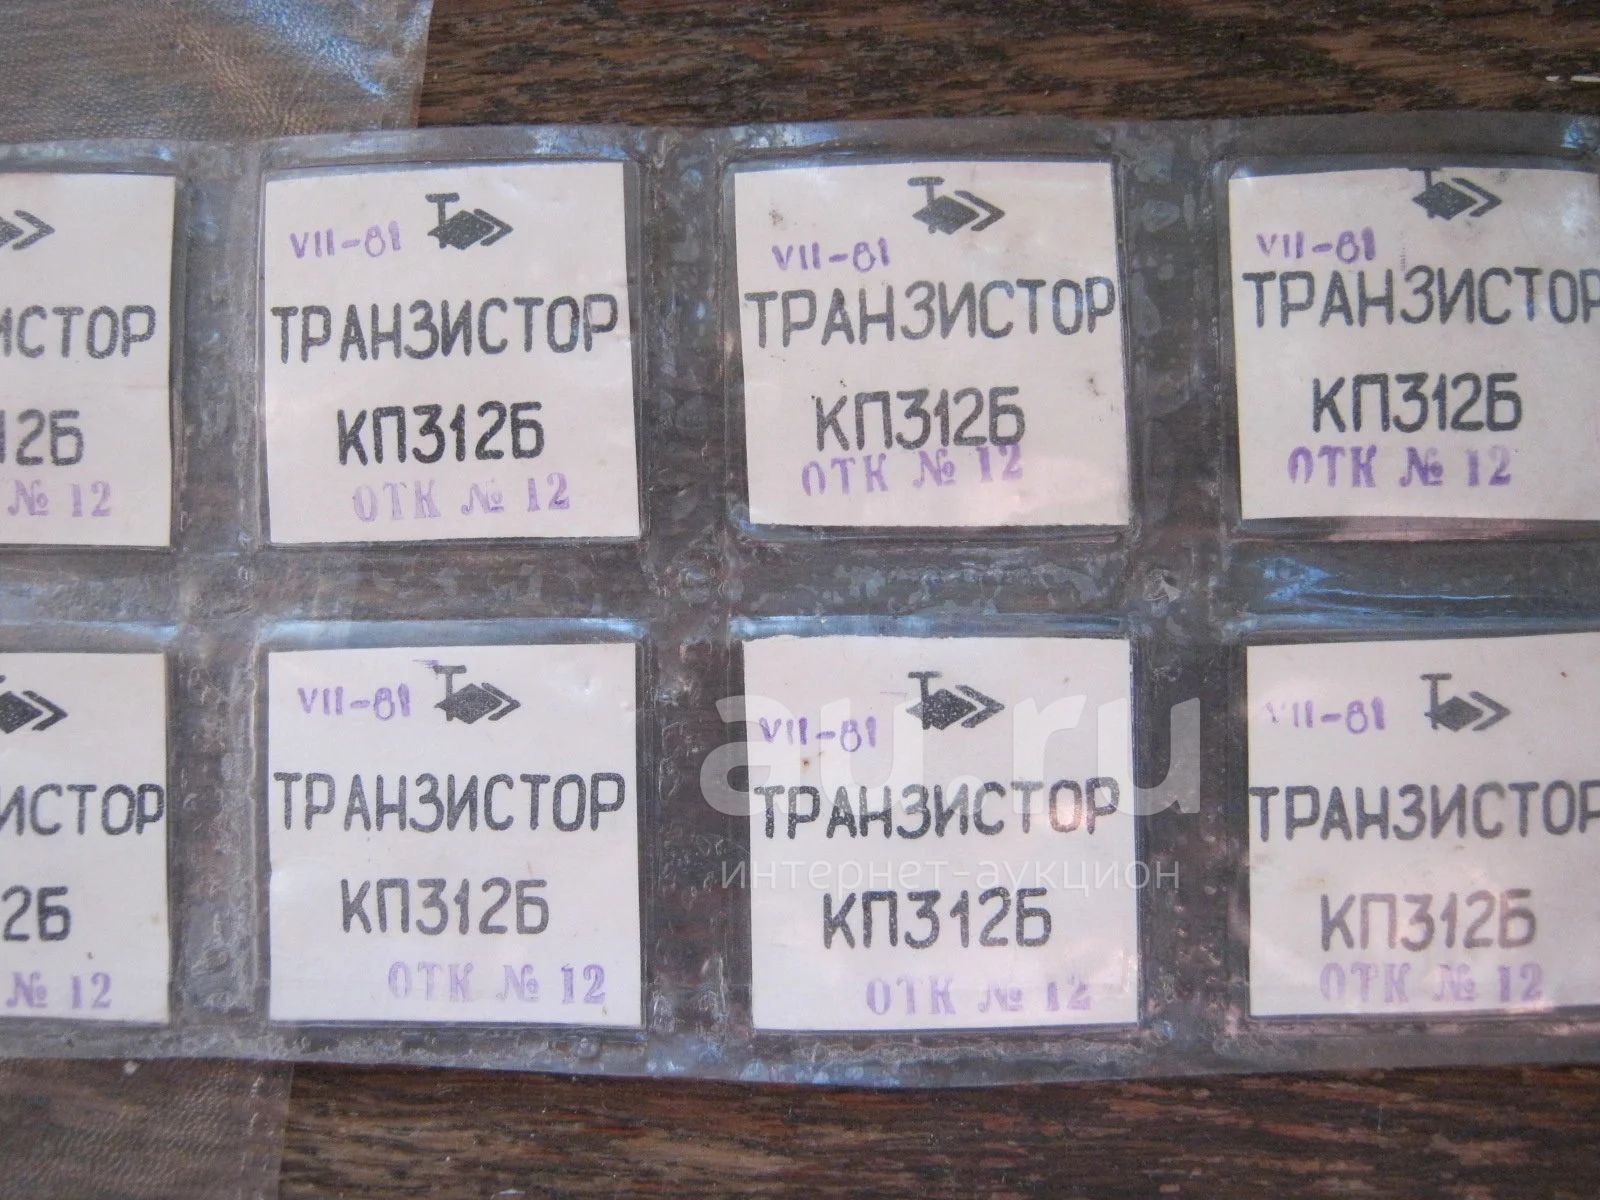 VII-81
VII-81
VII-81
ИСТОР
ТРАНЗИСТОР
ТРАНЗИСТОР
ТРАНЗИСТОР
12Б
КП312Б
КП312Б
КП312Б
№ 12
ОТК № 12
ОТК № 12
ОТК № 12
VII-81
VII-81
VII-81
ИСТОР
ТРАНЗИСТОР
ТРАНЗИСТОР
ТРАНЗИСТОР
2Б
КП312Б
КП312Б
КП312Б
№ 12
ОТК № 12
ОТК № 12
ОТК № 12
au.ru
интернет-аукцион